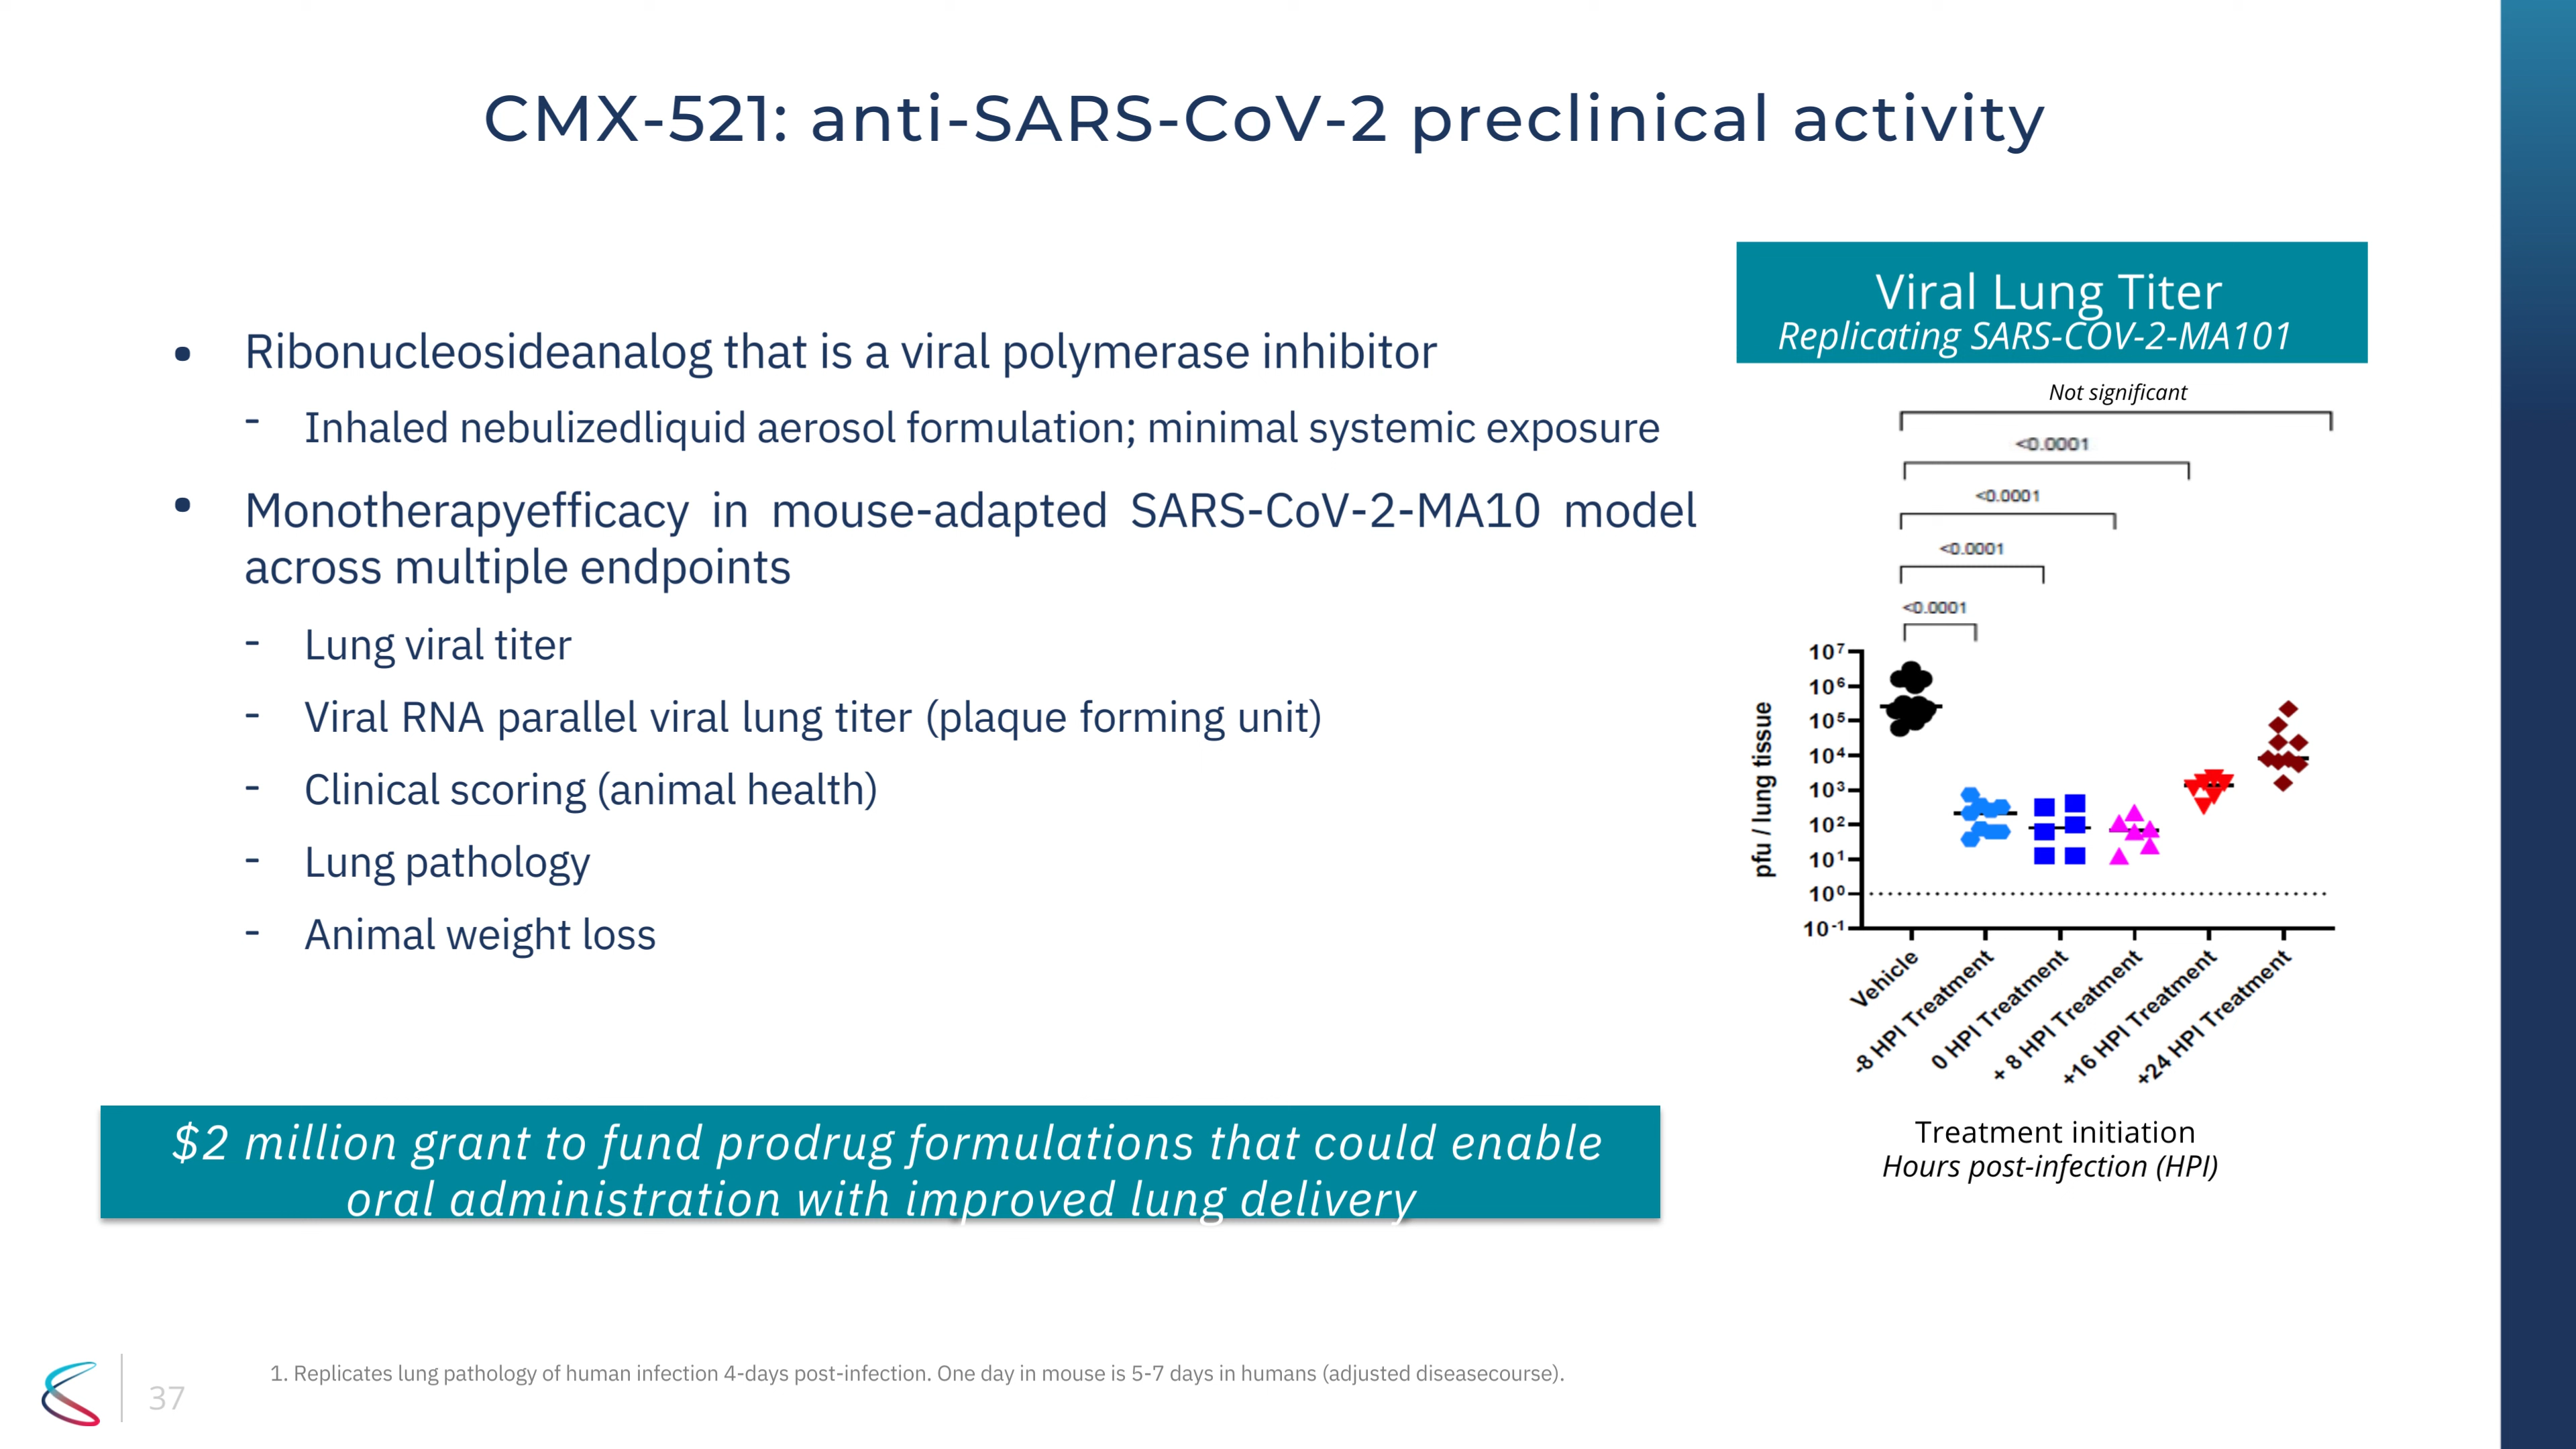 CMX-521: anti-SARS-CoV-2 preclinical activity
• Ribonucleosideanalog that is a viral polymerase inhibitor
- Inhaled nebulizedliquid aerosol formulation; minimal systemic exposure
• Monotherapyefficacy in mouse-adapted SARS-CoV-2-MA10 model
across multiple endpoints
- Lung viral titer
- Viral RNA parallel viral lung titer (plaque forming unit)
- Clinical scoring (animal health)
- Lung pathology
- Animal weight loss
$2 million grant to fund prodrug formulations that could enable
oral administration with improved lung delivery
Viral Lung Titer
Replicating SARS-COV-2-MA101
Not significant
<0.0001
<0.0001
<0.0001
<0.0001
pfu / lung tissue
10⁷
10⁶
10⁵
10⁴
10³
10²
10¹
10⁰
10⁻¹
Vehicle
-8 HPI Treatment
0 HPI Treatment
+ 8 HPI Treatment
+16 HPI Treatment
+24 HPI Treatment
Treatment initiation
Hours post-infection (HPI)
1. Replicates lung pathology of human infection 4-days post-infection. One day in mouse is 5-7 days in humans (adjusted diseasecourse).
37